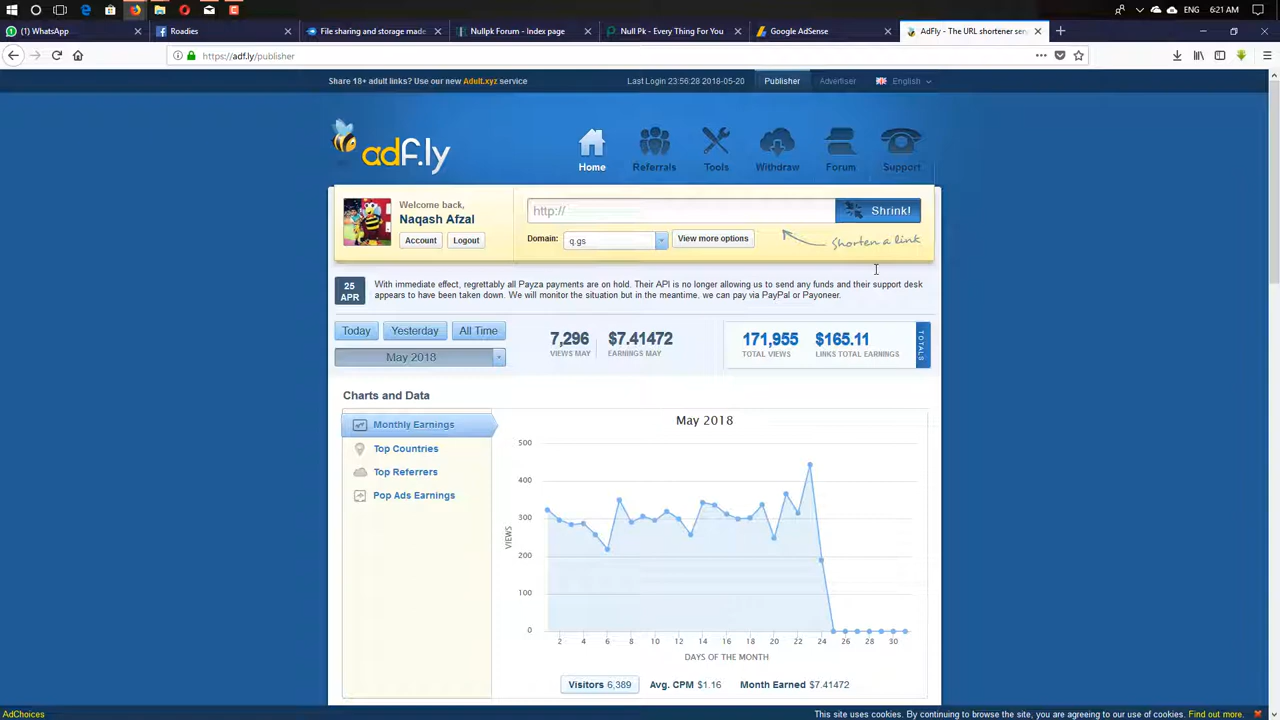 ENG 6:21 AM
(1) WhatsApp
Roadies
File sharing and storage made
Nullpk Forum - Index page
Null Pk - Every Thing For You
Google AdSense
AdFly - The URL shortener ser
https://adf.ly/publisher
Share 18+ adult links? Use our new Adult.xyz service
Last Login 23:56:28 2018-05-20
Publisher
Advertiser
English
adf.ly
Home
Referrals
Tools
Withdraw
Forum
Support
Welcome back,
Naqash Afzal
Account
Logout
http://
Shrink!
Domain:
q.gs
View more options
Shorten a link
25
APR
With immediate effect, regrettably all Payza payments are on hold. Their API is no longer allowing us to send any funds and their support desk
appears to have been taken down. We will monitor the situation but in the meantime. we can pay via PayPal or Payoneer.
Today
Yesterday
All Time
May 2018
7,296
VIEWS MAY
$7.41472
EARNINGS MAY
171,955
TOTAL VIEWS
$165.11
LINKS TOTAL EARNINGS
TOTALS
Charts and Data
Monthly Earnings
Top Countries
Top Referrers
Pop Ads Earnings
May 2018
500
400
300
200
100
0
VIEWS
2 4 6 8 10 12 14 16 18 20 22 24 26 28 30
DAYS OF THE MONTH
Visitors 6,389
Avg. CPM $1.16
Month Earned $7.41472
AdChoices
This site uses cookies. By continuing to browse the site, you are agreeing to our use of cookies. Find out more.